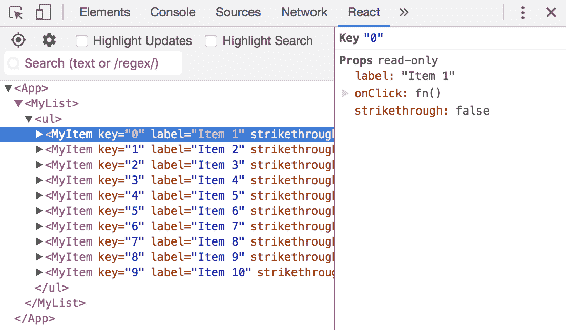 Elements Console Sources Network React »
Highlight Updates Highlight Search
Search (text or /regex/)
<App>
<MyList>
<ul>
<MyItem key="0" label="Item 1" strikethrough
<MyItem key="1" label="Item 2" strikethrough
<MyItem key="2" label="Item 3" strikethrough
<MyItem key="3" label="Item 4" strikethrough
<MyItem key="4" label="Item 5" strikethrough
<MyItem key="5" label="Item 6" strikethrough
<MyItem key="6" label="Item 7" strikethrough
<MyItem key="7" label="Item 8" strikethrough
<MyItem key="8" label="Item 9" strikethrough
<MyItem key="9" label="Item 10" strikethrough
</ul>
</MyList>
</App>
Key "0"
Props read-only
label: "Item 1"
onClick: fn()
strikethrough: false